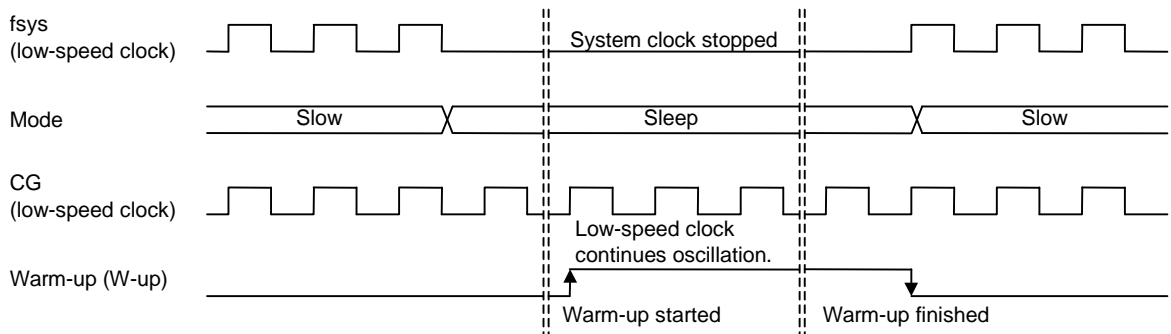 fsys
(low-speed clock)
System clock stopped
Mode
Slow
Sleep
Slow
CG
(low-speed clock)
Low-speed clock
continues oscillation.
Warm-up (W-up)
Warm-up started
Warm-up finished